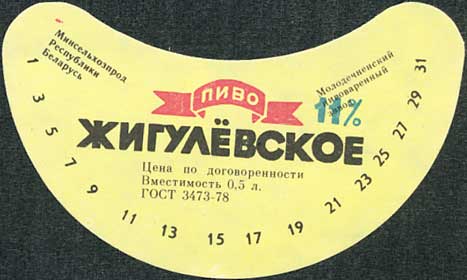 Минсельхозпрод
Республики
Беларусь
ПИВО
Молодечненский
пивоваренный
завод
11%
ЖИГУЛЁВСКОЕ
Цена по договоренности
Вместимость 0,5 л.
ГОСТ 3473-78
1 3 5 7 9 11 13 15 17 19 21 23 25 27 29 31